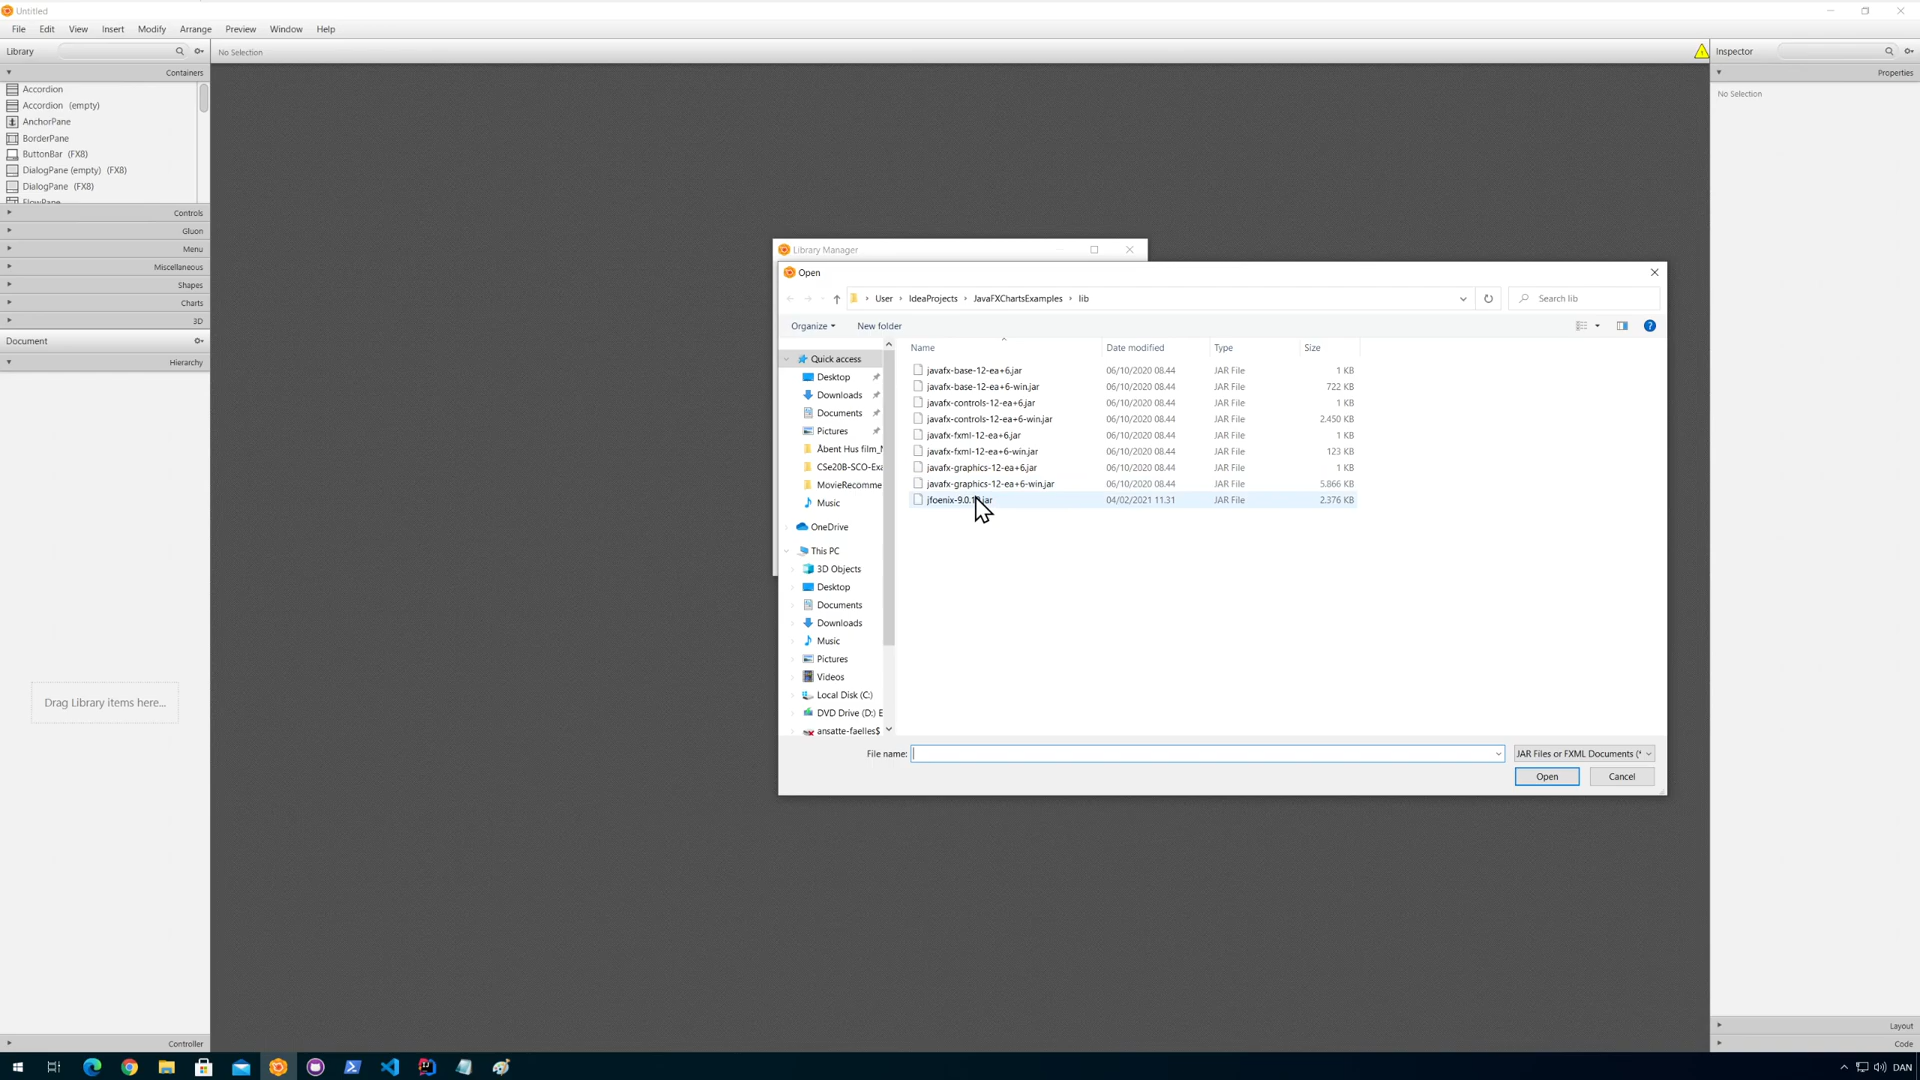 Untitled
File Edit View Insert Modify Arrange Preview Window Help
Library
No Selection
Inspector
Containers
Properties
Accordion
Accordion (empty)
AnchorPane
BorderPane
ButtonBar (FX8)
DialogPane (empty) (FX8)
DialogPane (FX8)
FlowPane
No Selection
Controls
Gluon
Menu
Miscellaneous
Shapes
Charts
3D
Document
Hierarchy
Drag Library items here...
Controller
Library Manager
Open
User › IdeaProjects › JavaFXChartsExamples › lib
Search lib
Organize New folder
Quick access
Desktop
Downloads
Documents
Pictures
Åbent Hus film_
CSe20B-SCO-Exa
MovieRecomme
Music
OneDrive
This PC
3D Objects
Desktop
Documents
Downloads
Music
Pictures
Videos
Local Disk (C:)
DVD Drive (D:) E
ansatte-faelles$
Name Date modified Type Size
javafx-base-12-ea+6.jar 06/10/2020 08.44 JAR File 1 KB
javafx-base-12-ea+6-win.jar 06/10/2020 08.44 JAR File 722 KB
javafx-controls-12-ea+6.jar 06/10/2020 08.44 JAR File 1 KB
javafx-controls-12-ea+6-win.jar 06/10/2020 08.44 JAR File 2.450 KB
javafx-fxml-12-ea+6.jar 06/10/2020 08.44 JAR File 1 KB
javafx-fxml-12-ea+6-win.jar 06/10/2020 08.44 JAR File 123 KB
javafx-graphics-12-ea+6.jar 06/10/2020 08.44 JAR File 1 KB
javafx-graphics-12-ea+6-win.jar 06/10/2020 08.44 JAR File 5.866 KB
04/02/2021 11.31 JAR File 2.376 KB
File name:
JAR Files or FXML Documents (*
Open Cancel
Layout
Code
DAN